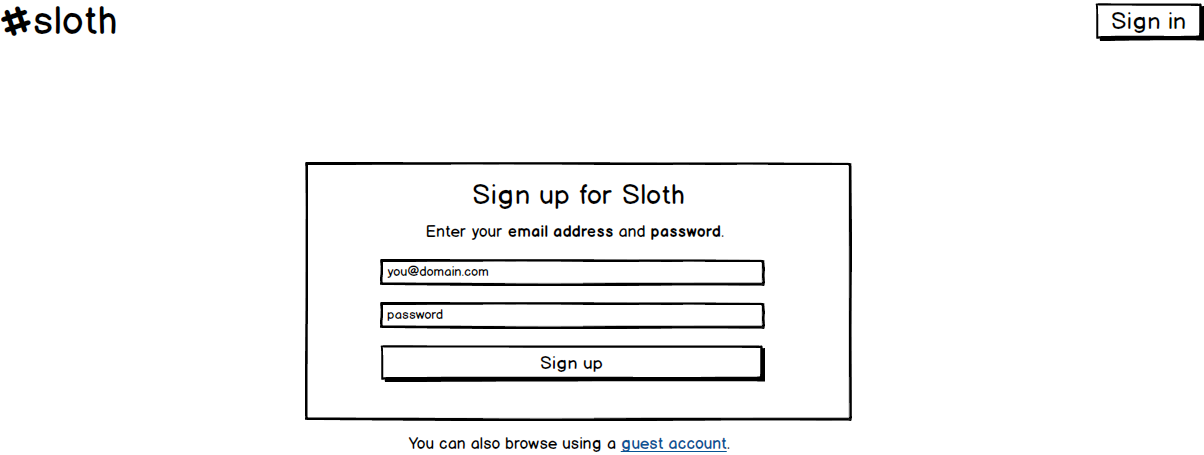 #sloth
Sign in
Sign up for Sloth
Enter your email address and password.
you@domain.com
password
Sign up
You can also browse using a guest account.